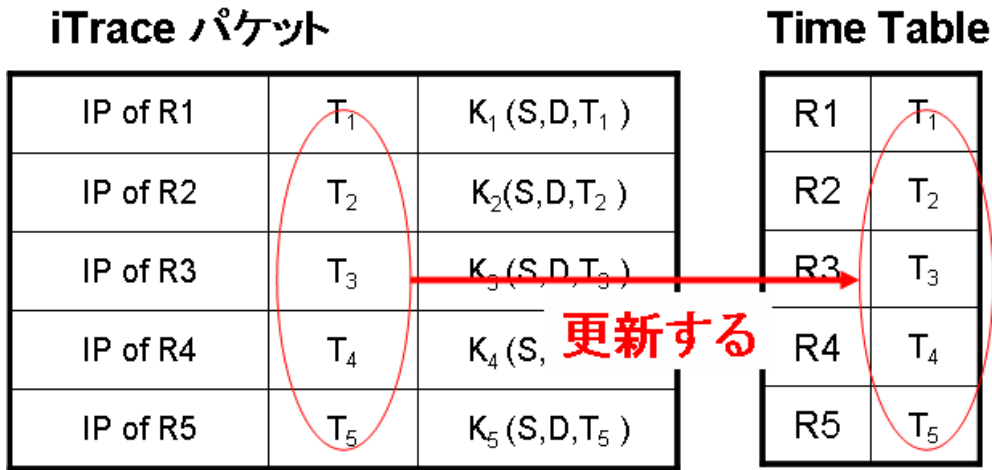 iTrace パケット
Time Table
IP of R1 T₁ K₁(S,D,T₁)
R1 T₁
IP of R2 T₂ K₂(S,D,T₂)
R2 T₂
IP of R3 T₃ K₃(S,D,T₃)
R3 T₃
更新する
IP of R4 T₄ K₄(S,
R4 T₄
IP of R5 T₅ K₅(S,D,T₅)
R5 T₅